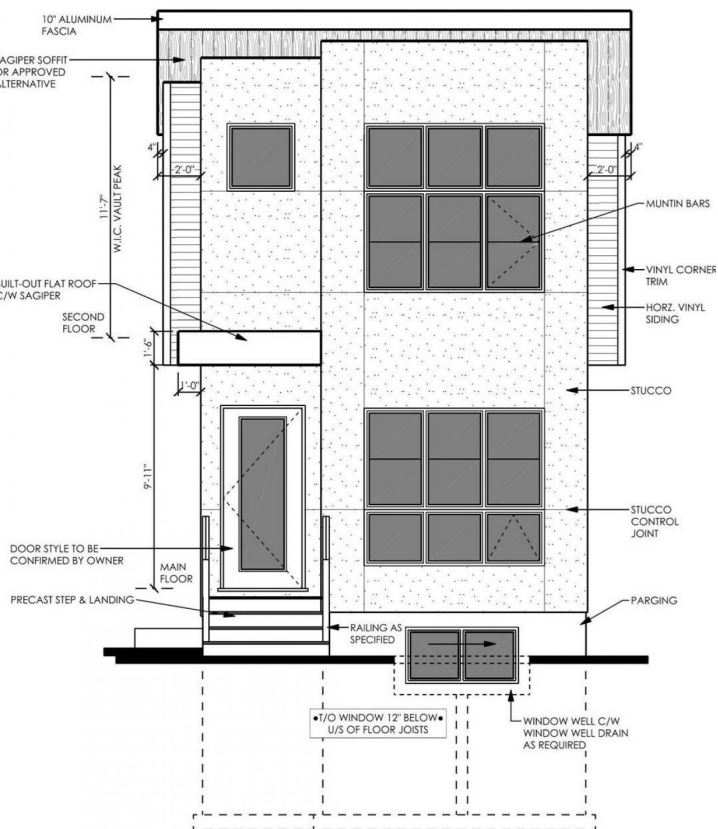 10" ALUMINUM
FASCIA
AGIPER SOFFIT
OR APPROVED
ALTERNATIVE
4"
2'-0"
2'-0"
4"
11'-7"
W.I.C. VAULT PEAK
MUNTIN BARS
VINYL CORNER
TRIM
UILT-OUT FLAT ROOF
C/W SAGIPER
HORZ. VINYL
SIDING
SECOND
FLOOR
1'-6"
1'-0"
STUCCO
9'-11"
STUCCO
CONTROL
JOINT
DOOR STYLE TO BE
CONFIRMED BY OWNER
MAIN
FLOOR
PRECAST STEP & LANDING
PARGING
RAILING AS
SPECIFIED
•T/O WINDOW 12" BELOW•
U/S OF FLOOR JOISTS
WINDOW WELL C/W
WINDOW WELL DRAIN
AS REQUIRED